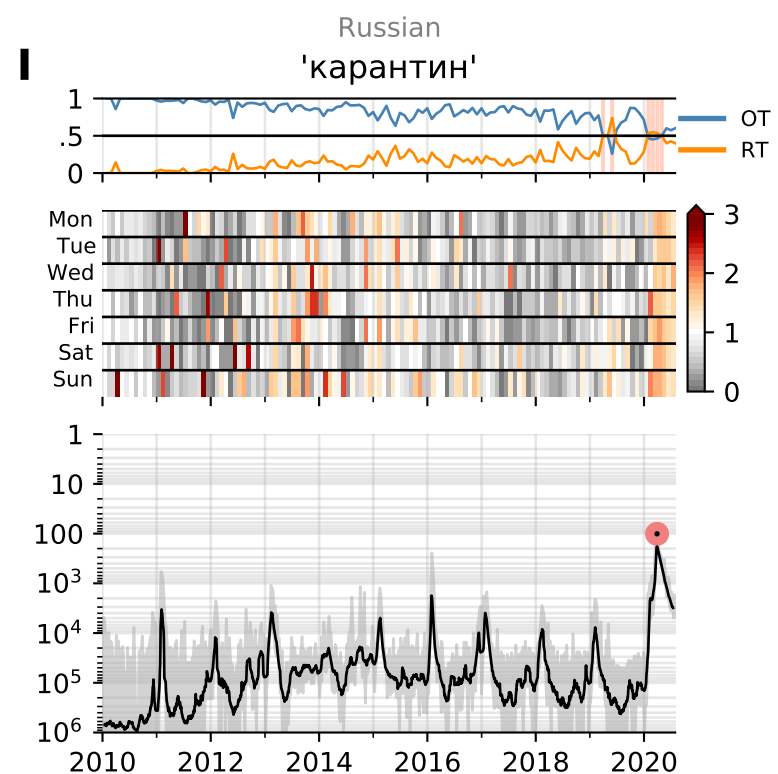 Russian
I
'карантин'
1
.5
0
OT
RT
Mon
Tue
Wed
Thu
Fri
Sat
Sun
3
2
1
0
1
10
100
10³
10⁴
10⁵
10⁶
2010 2012 2014 2016 2018 2020